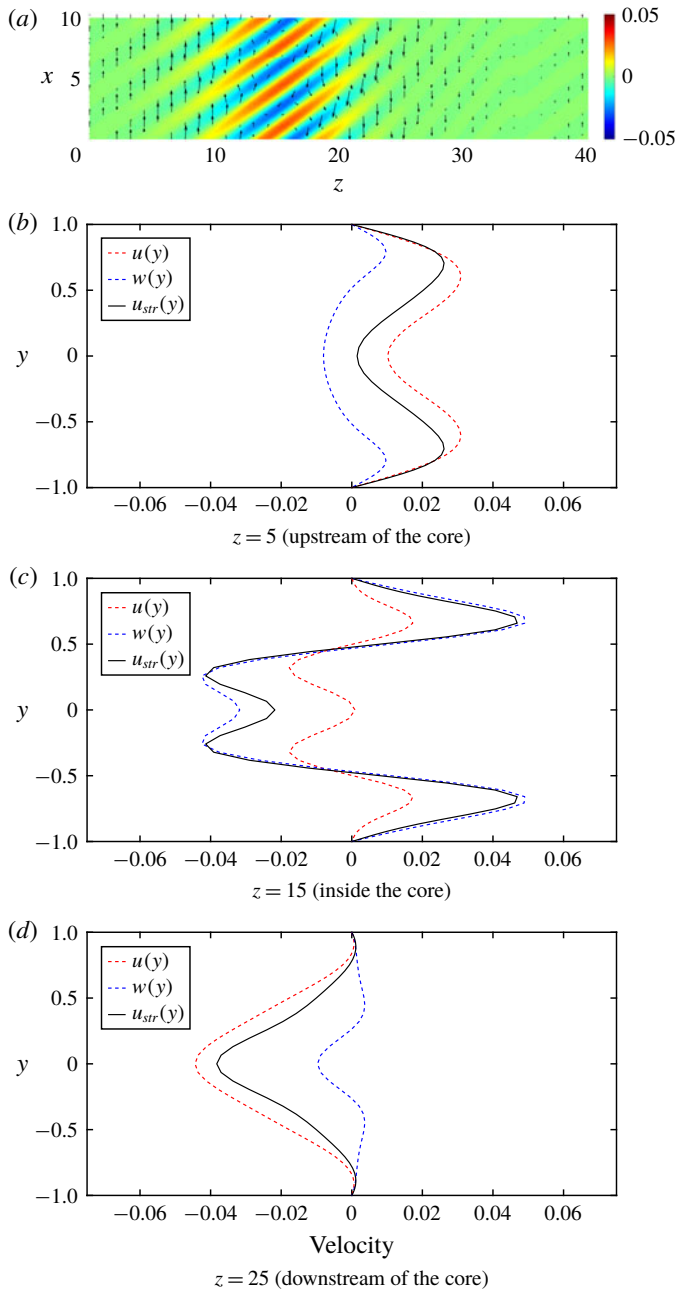 (a)
10
5
x
0
10
20
30
40
z
0.05
0
−0.05
(b)
1.0
0.5
y
0
−0.5
−1.0
u(y)
w(y)
u_str(y)
−0.06 −0.04 −0.02 0 0.02 0.04 0.06
z = 5 (upstream of the core)
(c)
1.0
0.5
y
0
−0.5
−1.0
u(y)
w(y)
u_str(y)
−0.06 −0.04 −0.02 0 0.02 0.04 0.06
z = 15 (inside the core)
(d)
1.0
0.5
y
0
−0.5
−1.0
u(y)
w(y)
u_str(y)
−0.06 −0.04 −0.02 0 0.02 0.04 0.06
Velocity
z = 25 (downstream of the core)